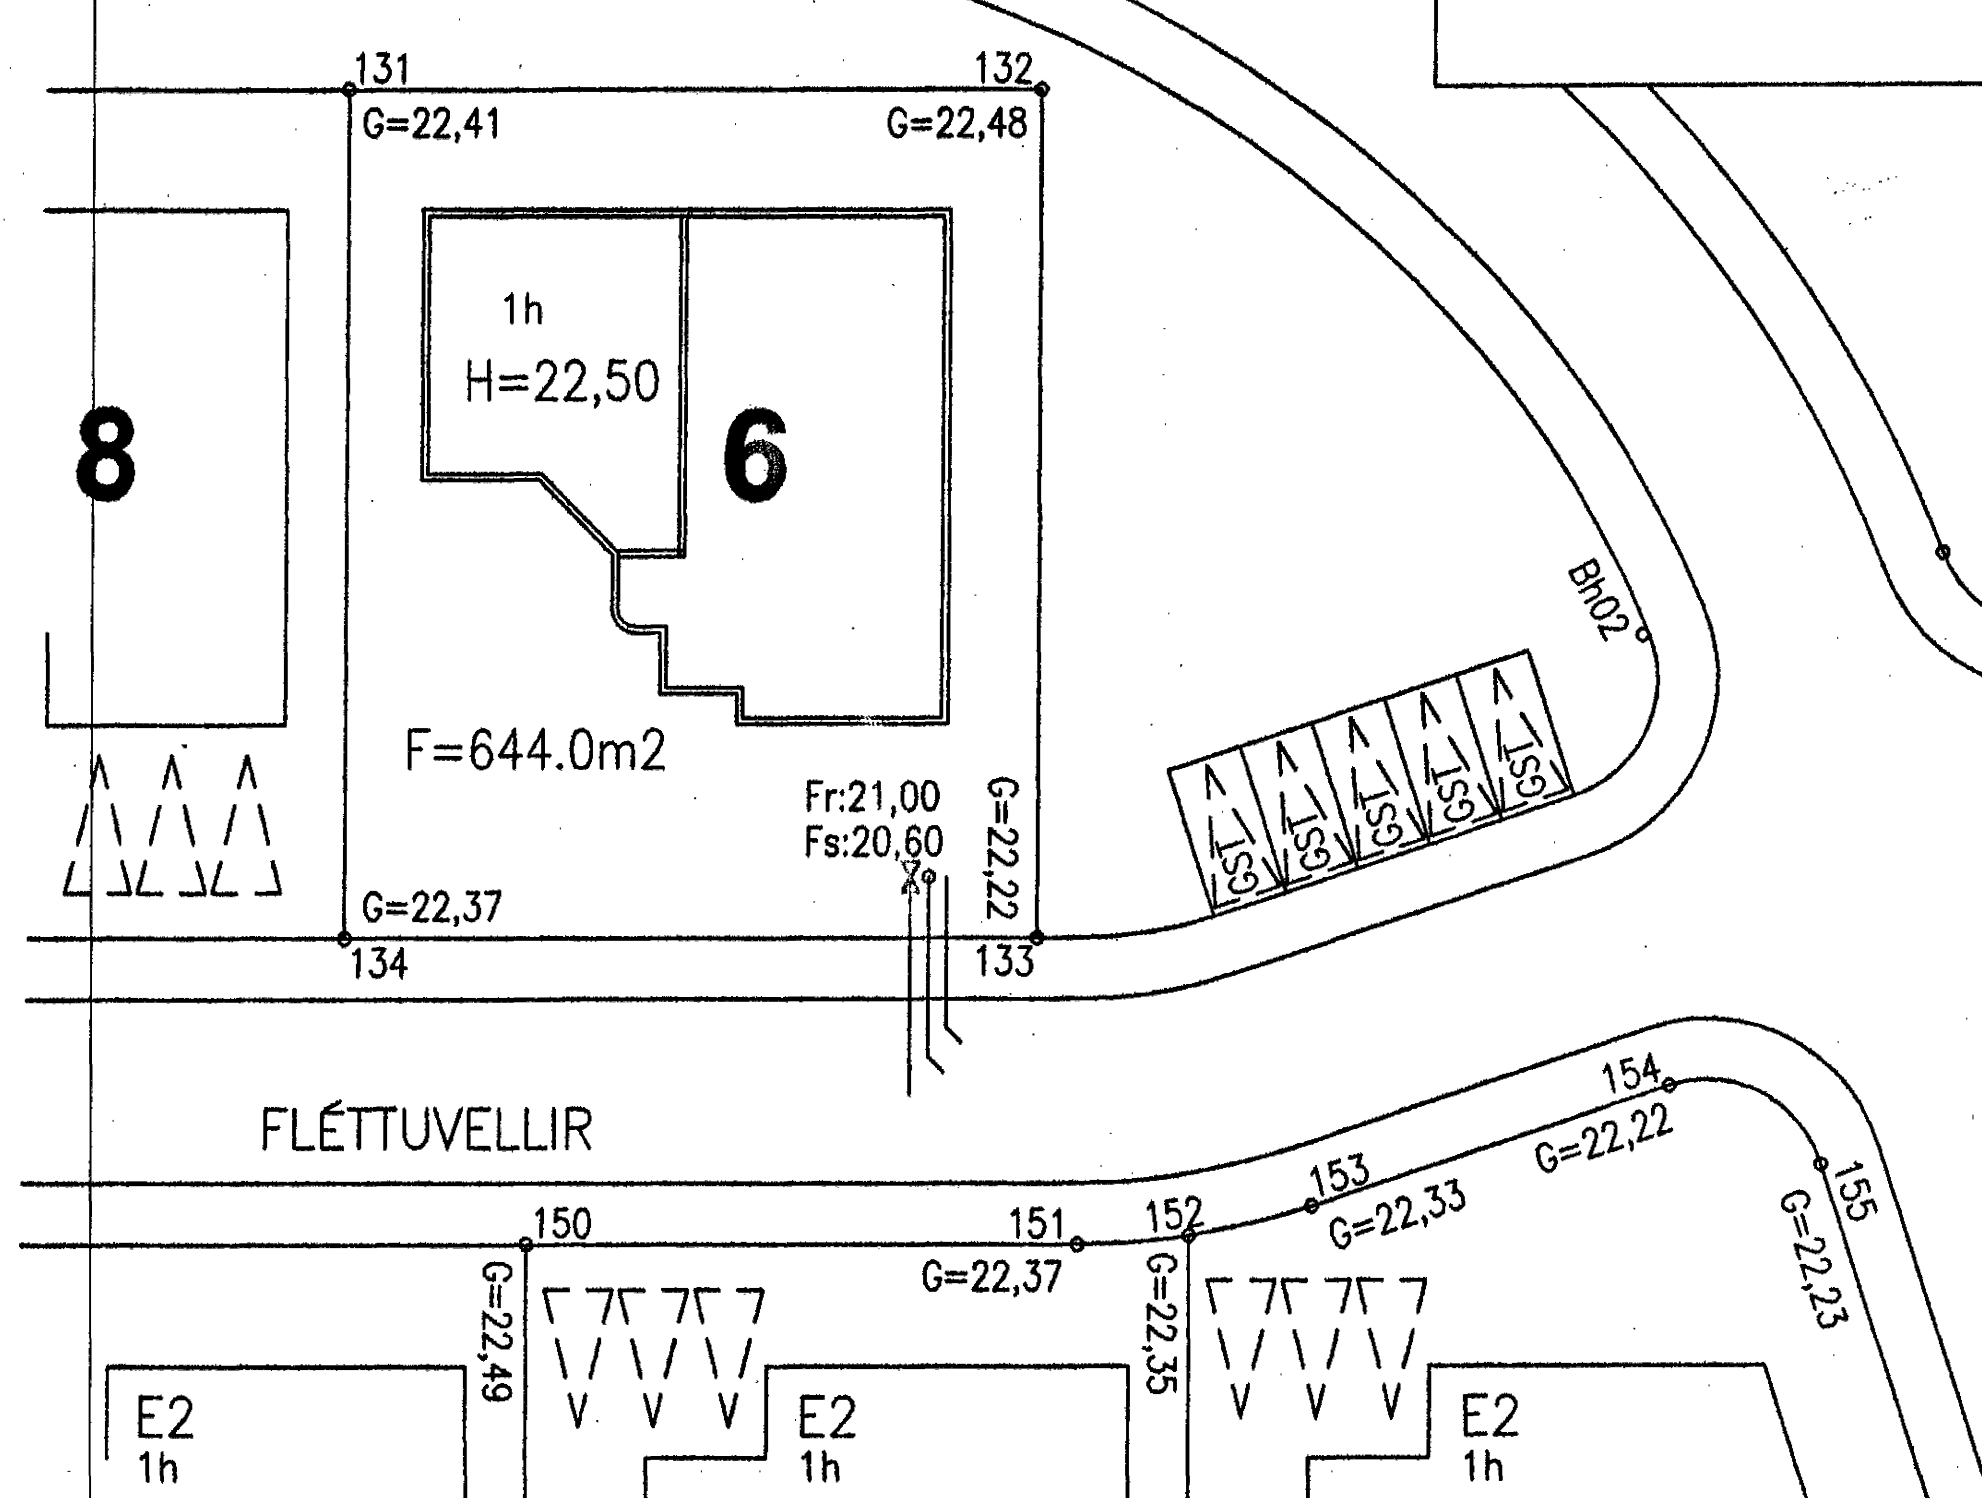 131
132
G=22,41
G=22,48
1h
H=22,50
8
6
Bh02
F=644.0m2
Fr:21,00
Fs:20,60
G=22,22
GST
GST
GST
GST
GST
G=22,37
134
133
FLÉTTUVELLIR
154
G=22,22
153
G=22,33
155
G=22,23
150
151
152
G=22,49
G=22,37
G=22,35
E2
1h
E2
1h
E2
1h